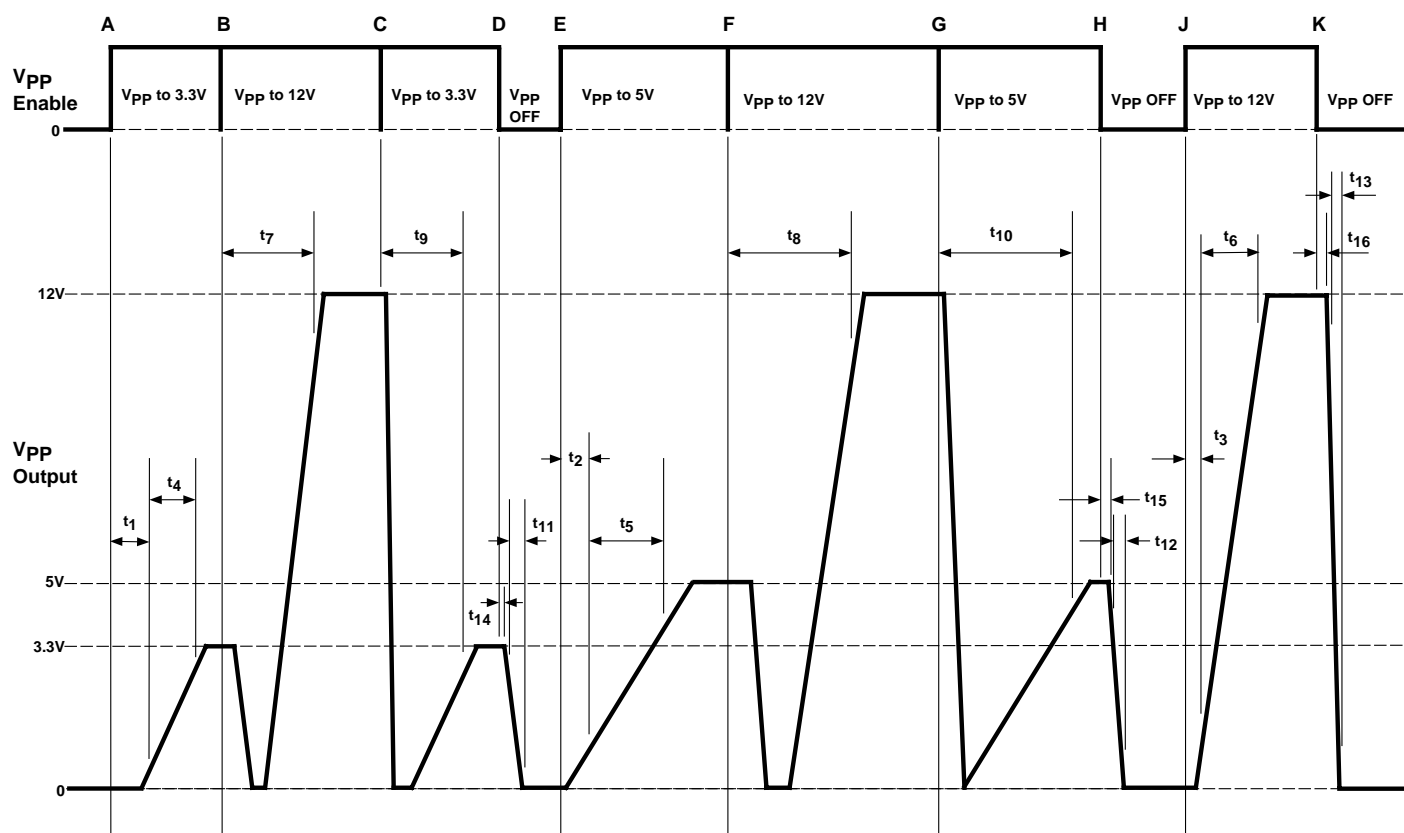 A B C D E F G H J K
VPP
Enable
VPP to 3.3V
VPP to 12V
VPP to 3.3V
VPP
OFF
VPP to 5V
VPP to 12V
VPP to 5V
VPP OFF
VPP to 12V
VPP OFF
0
t13
t7
t9
t8
t10
t6
t16
12V
VPP
Output
t4
t1
t11
t2
t5
t3
t15
t12
5V
t14
3.3V
0